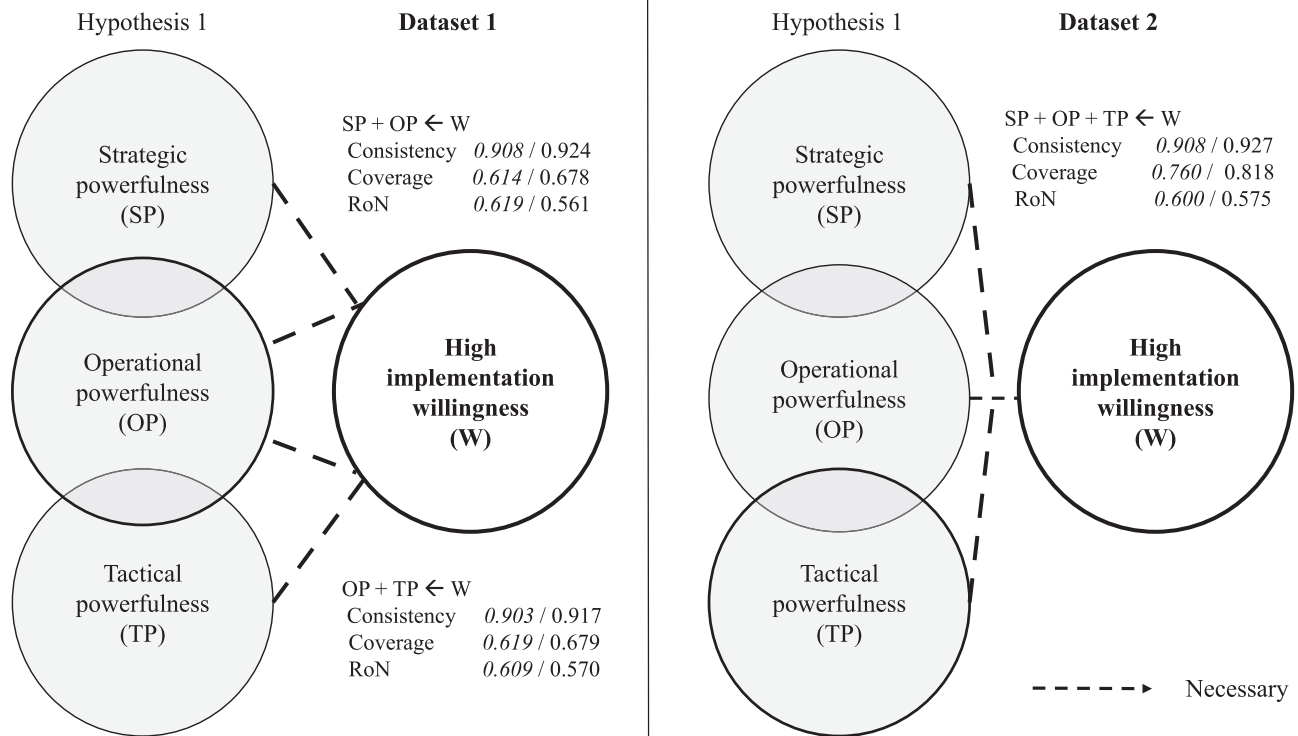 Hypothesis 1
Dataset 1
SP + OP ← W
Consistency 0.908 / 0.924
Coverage 0.614 / 0.678
RoN 0.619 / 0.561
Strategic
powerfulness
(SP)
Operational
powerfulness
(OP)
Tactical
powerfulness
(TP)
High
implementation
willingness
(W)
OP + TP ← W
Consistency 0.903 / 0.917
Coverage 0.619 / 0.679
RoN 0.609 / 0.570
Hypothesis 1
Dataset 2
SP + OP + TP ← W
Consistency 0.908 / 0.927
Coverage 0.760 / 0.818
RoN 0.600 / 0.575
Strategic
powerfulness
(SP)
Operational
powerfulness
(OP)
Tactical
powerfulness
(TP)
High
implementation
willingness
(W)
Necessary